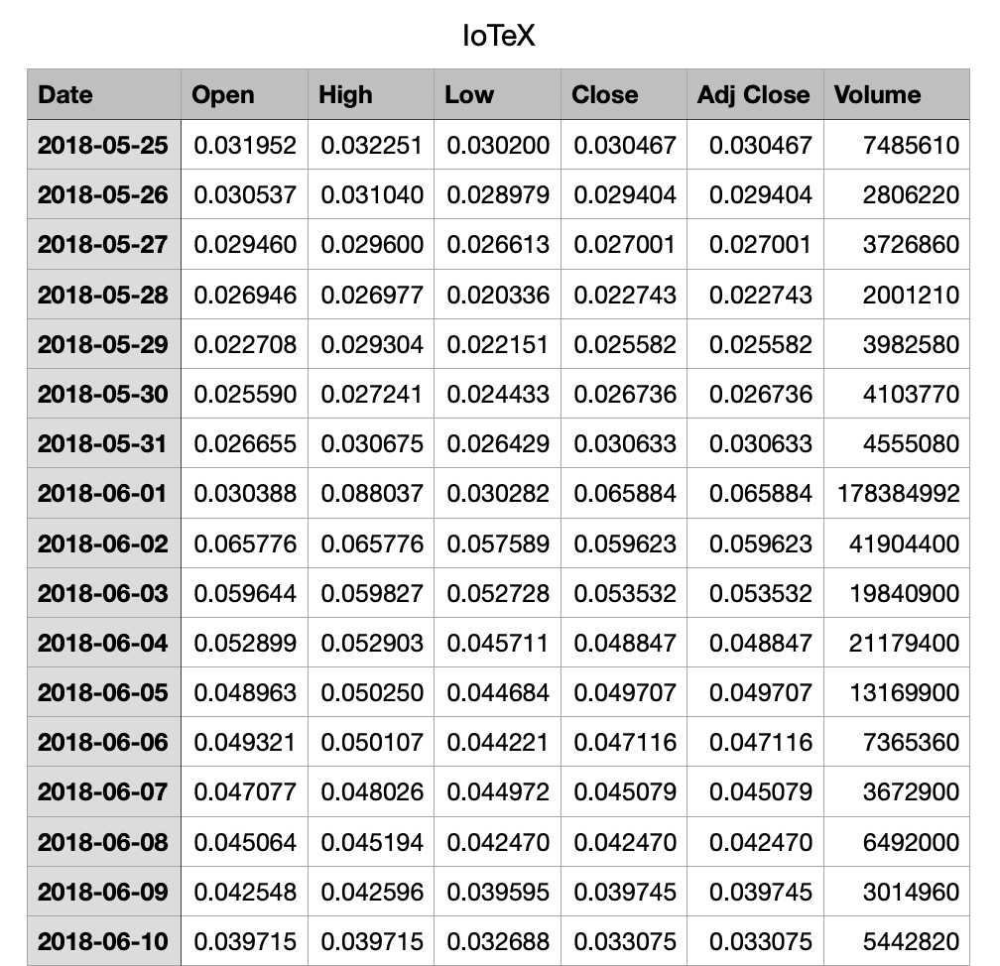 IoTeX
Date Open High Low Close Adj Close Volume
2018-05-25 0.031952 0.032251 0.030200 0.030467 0.030467 7485610
2018-05-26 0.030537 0.031040 0.028979 0.029404 0.029404 2806220
2018-05-27 0.029460 0.029600 0.026613 0.027001 0.027001 3726860
2018-05-28 0.026946 0.026977 0.020336 0.022743 0.022743 2001210
2018-05-29 0.022708 0.029304 0.022151 0.025582 0.025582 3982580
2018-05-30 0.025590 0.027241 0.024433 0.026736 0.026736 4103770
2018-05-31 0.026655 0.030675 0.026429 0.030633 0.030633 4555080
2018-06-01 0.030388 0.088037 0.030282 0.065884 0.065884 178384992
2018-06-02 0.065776 0.065776 0.057589 0.059623 0.059623 41904400
2018-06-03 0.059644 0.059827 0.052728 0.053532 0.053532 19840900
2018-06-04 0.052899 0.052903 0.045711 0.048847 0.048847 21179400
2018-06-05 0.048963 0.050250 0.044684 0.049707 0.049707 13169900
2018-06-06 0.049321 0.050107 0.044221 0.047116 0.047116 7365360
2018-06-07 0.047077 0.048026 0.044972 0.045079 0.045079 3672900
2018-06-08 0.045064 0.045194 0.042470 0.042470 0.042470 6492000
2018-06-09 0.042548 0.042596 0.039595 0.039745 0.039745 3014960
2018-06-10 0.039715 0.039715 0.032688 0.033075 0.033075 5442820